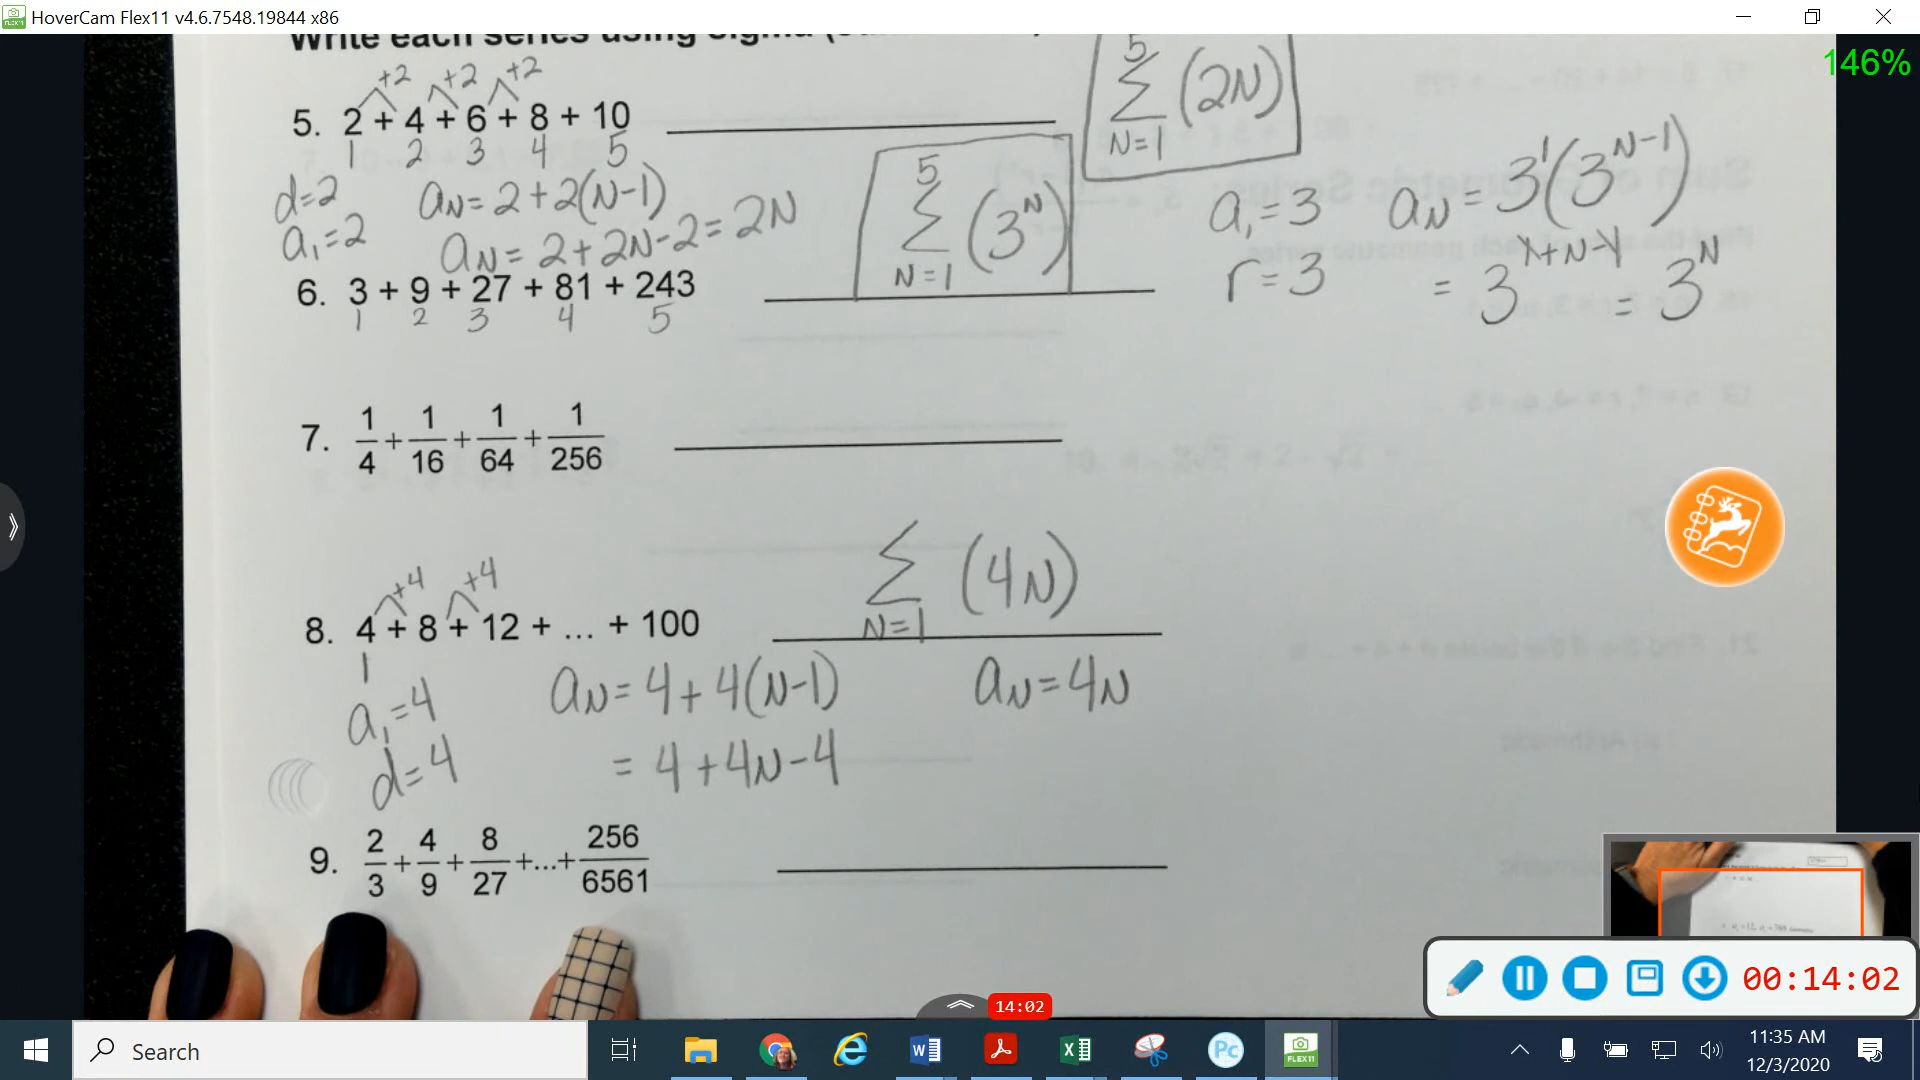 HoverCam Flex11 v4.6.7548.19844 x86
146%
Write each series using
5. 2 + 4 + 6 + 8 + 10
+2 +2 +2
1 2 3 4 5
5
Σ (2N)
N=1
d=2 aN = 2+2(N-1)
a1=2 aN = 2+2N-2 = 2N
5
Σ (3^N)
N=1
a1 = 3 aN = 3^1(3^N-1)
r = 3 = 3^1+N-1 = 3^N
6. 3 + 9 + 27 + 81 + 243
1 2 3 4 5
7. 1/4 + 1/16 + 1/64 + 1/256
8. 4 + 8 + 12 + ... + 100
+4 +4
1
Σ (4N)
N=1
a1=4 aN = 4+4(N-1) aN = 4N
d=4 = 4+4N-4
9. 2/3 + 4/9 + 8/27 +...+ 256/6561
00:14:02
14:02
Search
FLEX11
11:35 AM
12/3/2020